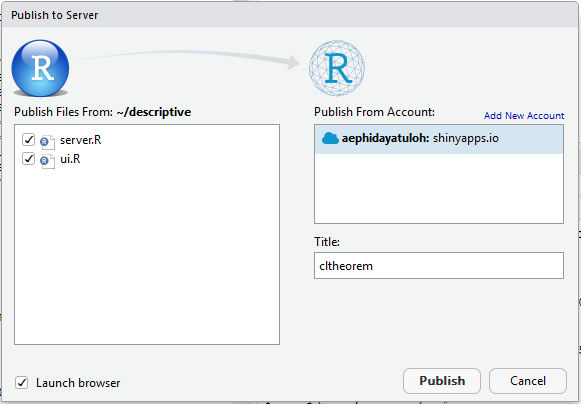 Publish to Server
R
R
Publish Files From: ~/descriptive
server.R
ui.R
Publish From Account:
Add New Account
aephidayatuloh: shinyapps.io
Title:
cltheorem
Launch browser
Publish
Cancel